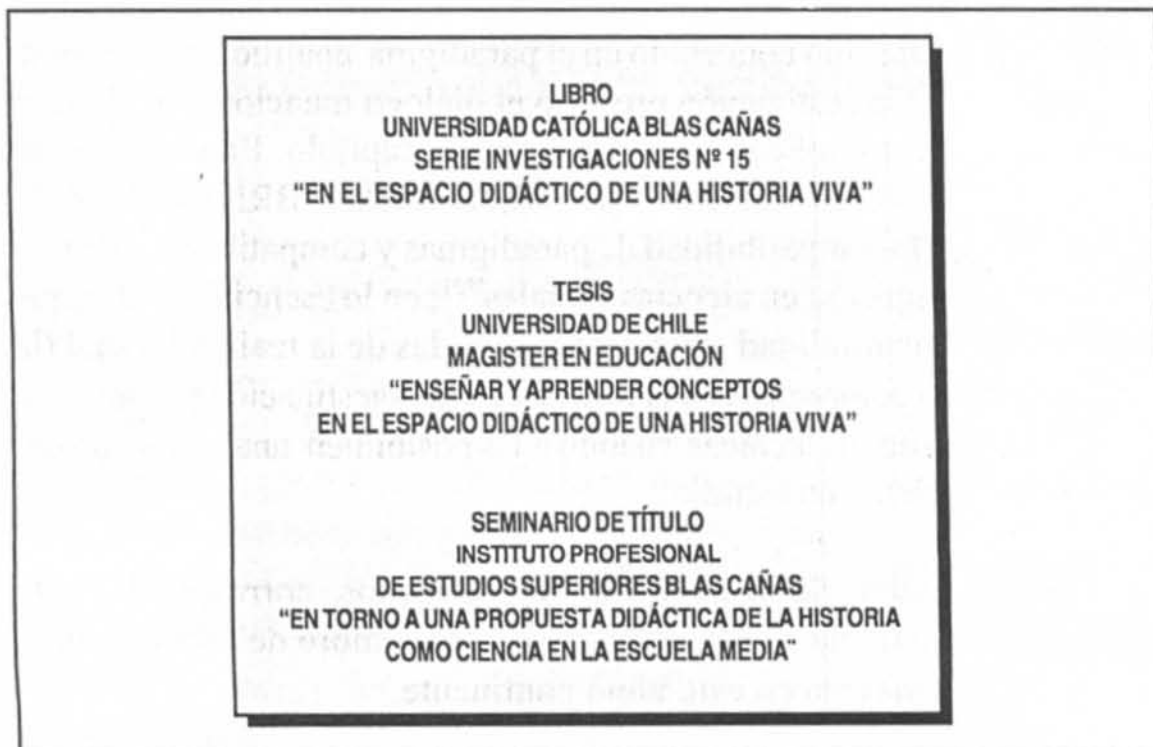 LIBRO
UNIVERSIDAD CATÓLICA BLAS CAÑAS
SERIE INVESTIGACIONES Nº 15
“EN EL ESPACIO DIDÁCTICO DE UNA HISTORIA VIVA”
TESIS
UNIVERSIDAD DE CHILE
MAGISTER EN EDUCACIÓN
“ENSEÑAR Y APRENDER CONCEPTOS
EN EL ESPACIO DIDÁCTICO DE UNA HISTORIA VIVA”
SEMINARIO DE TÍTULO
INSTITUTO PROFESIONAL
DE ESTUDIOS SUPERIORES BLAS CAÑAS
“EN TORNO A UNA PROPUESTA DIDÁCTICA DE LA HISTORIA
COMO CIENCIA EN LA ESCUELA MEDIA”